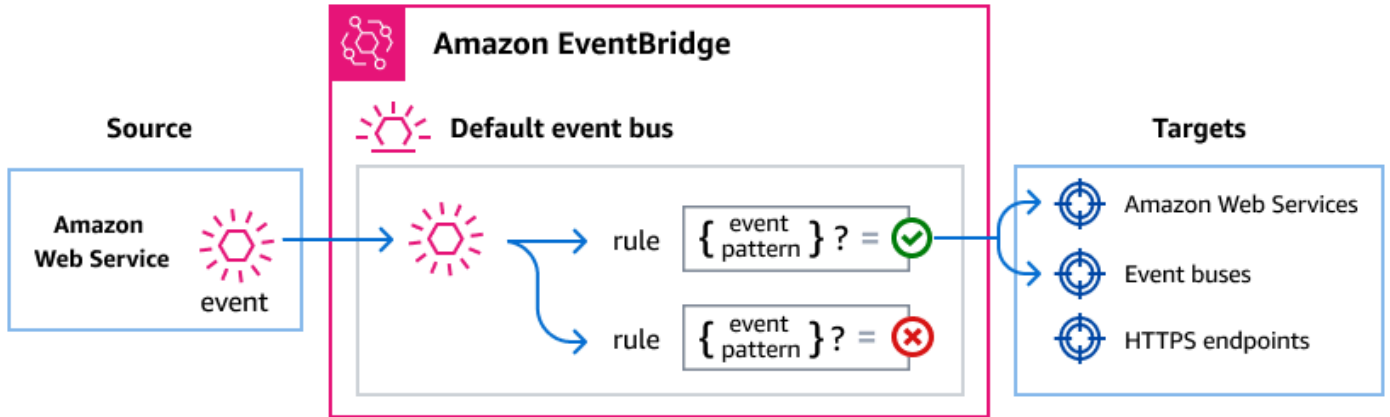 Amazon EventBridge
Source
Default event bus
Targets
Amazon
Web Service
event
rule
{ event
pattern } ? =
rule
{ event
pattern } ? =
Amazon Web Services
Event buses
HTTPS endpoints